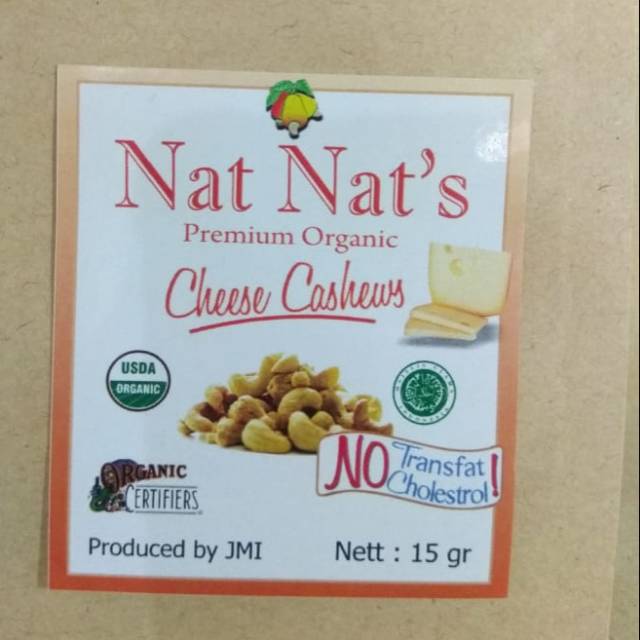 Nat Nat's
Premium Organic
Cheese Cashews
USDA
ORGANIC
NO Transfat
Cholestrol!
ORGANIC
CERTIFIERS
Produced by JMI
Nett : 15 gr